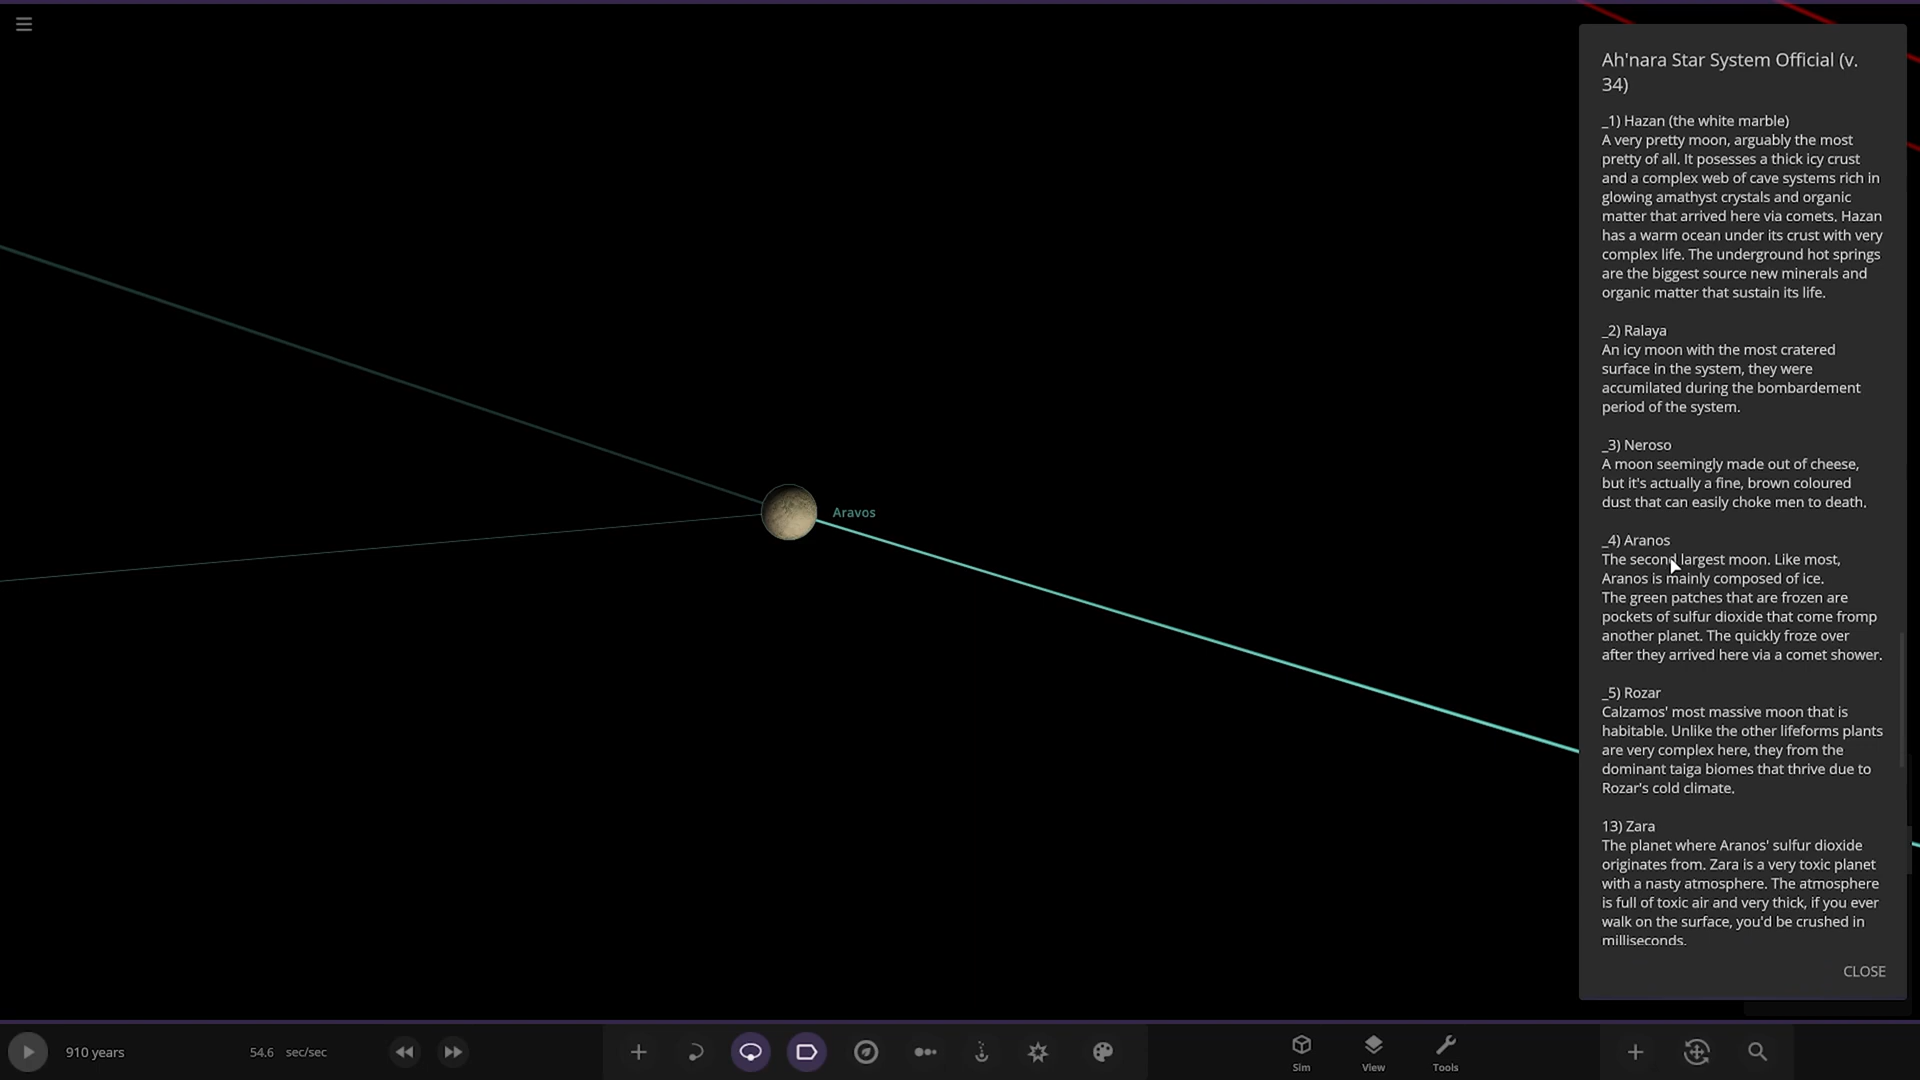 Ah'nara Star System Official (v.
34)
_1) Hazan (the white marble)
A very pretty moon, arguably the most
pretty of all. It posesses a thick icy crust
and a complex web of cave systems rich in
glowing amathyst crystals and organic
matter that arrived here via comets. Hazan
has a warm ocean under its crust with very
complex life. The underground hot springs
are the biggest source new minerals and
organic matter that sustain its life.
_2) Ralaya
An icy moon with the most cratered
surface in the system, they were
accumilated during the bombardement
period of the system.
_3) Neroso
A moon seemingly made out of cheese,
but it's actually a fine, brown coloured
dust that can easily choke men to death.
_4) Aranos
The second largest moon. Like most,
Aranos is mainly composed of ice.
The green patches that are frozen are
pockets of sulfur dioxide that come fromp
another planet. The quickly froze over
after they arrived here via a comet shower.
_5) Rozar
Calzamos' most massive moon that is
habitable. Unlike the other lifeforms plants
are very complex here, they from the
dominant taiga biomes that thrive due to
Rozar's cold climate.
13) Zara
The planet where Aranos' sulfur dioxide
originates from. Zara is a very toxic planet
with a nasty atmosphere. The atmosphere
is full of toxic air and very thick, if you ever
walk on the surface, you'd be crushed in
milliseconds.
CLOSE
Aravos
910 years
54.6 sec/sec
Sim
View
Tools